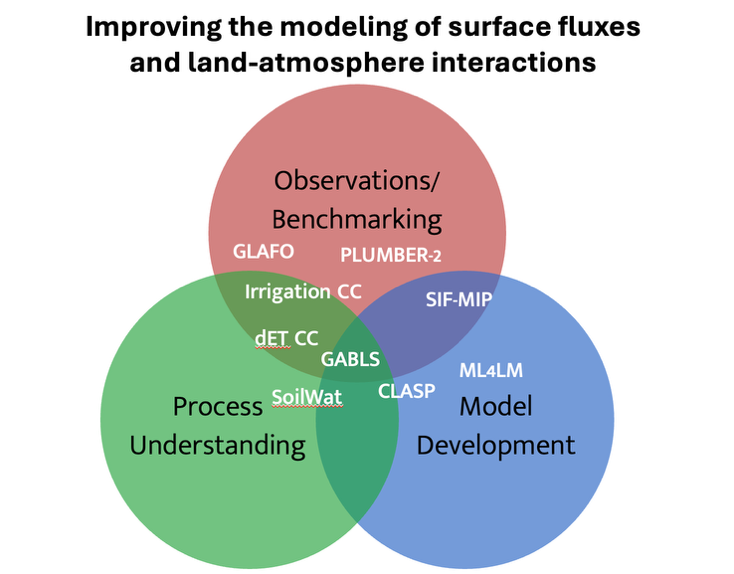 Improving the modeling of surface fluxes
and land-atmosphere interactions
Observations/
Benchmarking
GLAFO
PLUMBER-2
Irrigation CC
SIF-MIP
dET CC
GABLS
ML4LM
SoilWat
CLASP
Process
Understanding
Model
Development